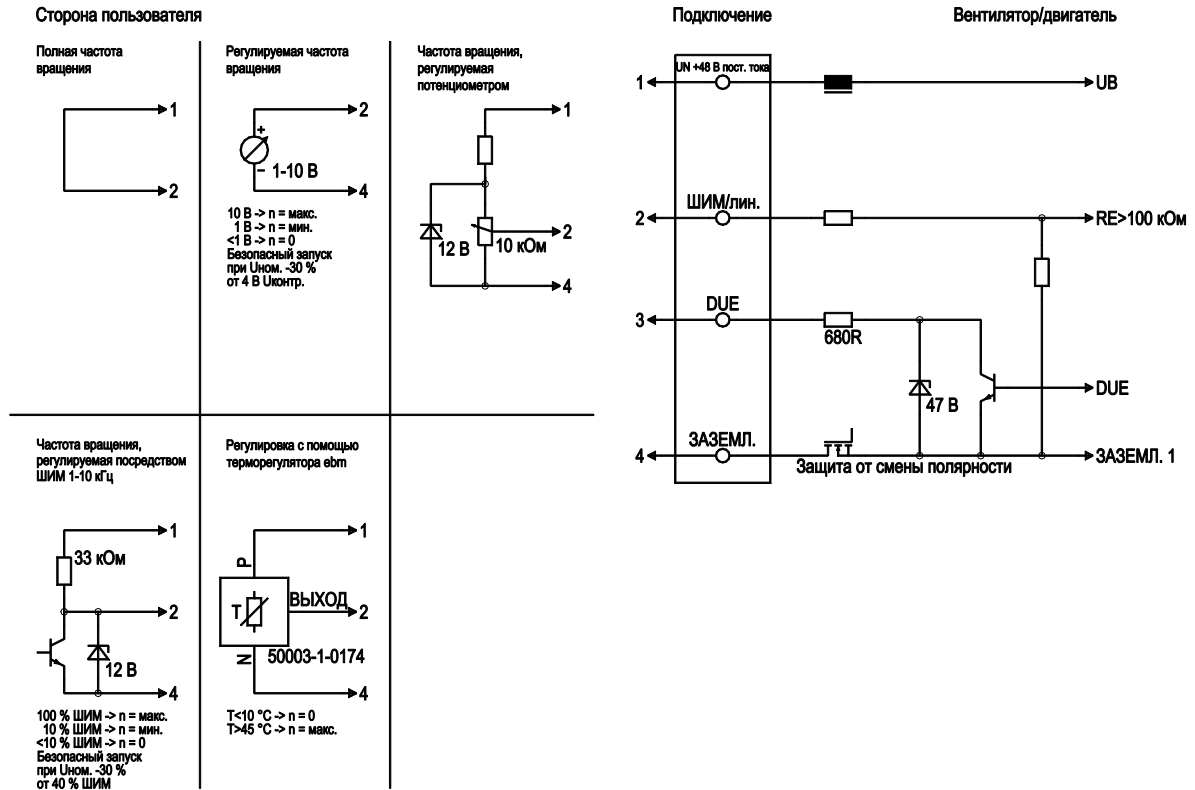 Сторона пользователя
Полная частота
вращения
1
2
Регулируемая частота
вращения
2
+
1-10 В
−
4
10 В -> n = макс.
1 В -> n = мин.
<1 В -> n = 0
Безопасный запуск
при Uном. -30 %
от 4 В Uконтр.
Частота вращения,
регулируемая
потенциометром
1
12 В
10 кОм
2
4
Частота вращения,
регулируемая посредством
ШИМ 1-10 кГц
1
33 кОм
2
12 В
4
100 % ШИМ -> n = макс.
10 % ШИМ -> n = мин.
<10 % ШИМ -> n = 0
Безопасный запуск
при Uном. -30 %
от 40 % ШИМ
Регулировка с помощью
терморегулятора ebm
1
P
T
ВЫХОД
2
N
50003-1-0174
4
T<10 °C -> n = 0
T>45 °C -> n = макс.
Подключение
Вентилятор/двигатель
UN +48 В пост. тока
1
UB
ШИМ/лин.
2
RE>100 кОм
DUE
3
680R
47 В
DUE
ЗАЗЕМЛ.
4
ЗАЗЕМЛ. 1
Защита от смены полярности